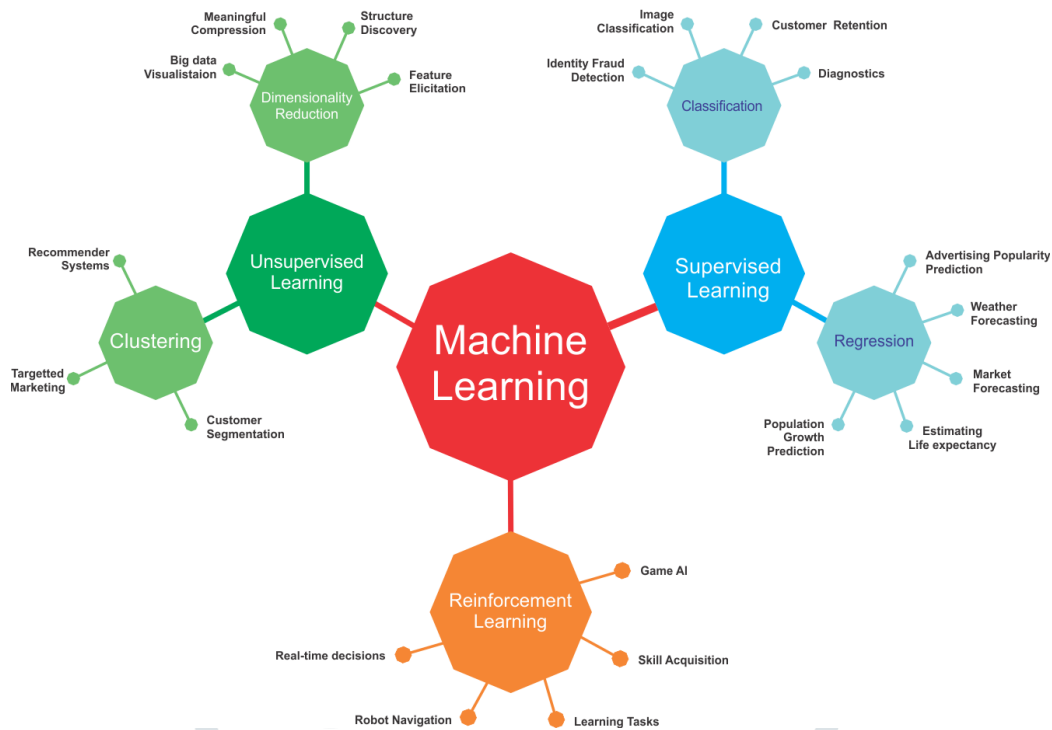 Meaningful
Compression
Structure
Discovery
Big data
Visualistaion
Feature
Elicitation
Dimensionality
Reduction
Image
Classification
Customer Retention
Identity Fraud
Detection
Diagnostics
Classification
Recommender
Systems
Unsupervised
Learning
Supervised
Learning
Advertising Popularity
Prediction
Weather
Forecasting
Clustering
Machine
Learning
Regression
Targetted
Marketing
Market
Forecasting
Customer
Segmentation
Population
Growth
Prediction
Estimating
Life expectancy
Reinforcement
Learning
Game AI
Real-time decisions
Skill Acquisition
Robot Navigation
Learning Tasks